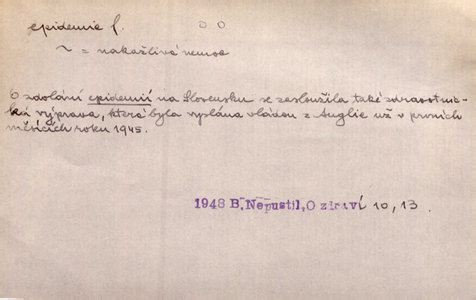 epidemie f.
~ = nakažlivá nemoc
O zdolání epidemií na Slovensku se zasloužila také zdravotnic-
ká výprava, která byla vyslána vládou z Anglie už v prvních
měsících roku 1945.
1948 B. Nepustil, O zdraví 10, 13.